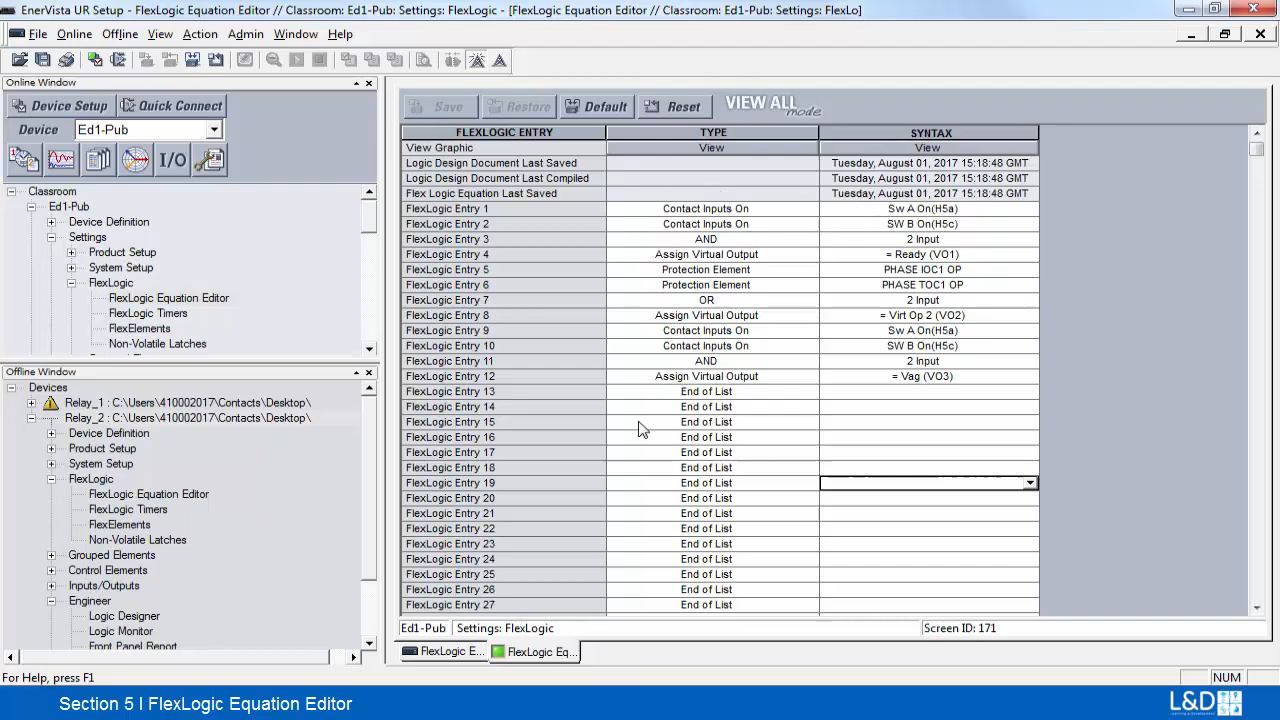 EnerVista UR Setup - FlexLogic Equation Editor // Classroom: Ed1-Pub: Settings: FlexLogic - [FlexLogic Equation Editor // Classroom: Ed1-Pub: Settings: FlexLo]
File Online Offline View Action Admin Window Help
Online Window
Device Setup Quick Connect
Device Ed1-Pub
I/O
Classroom
Ed1-Pub
Device Definition
Settings
Product Setup
System Setup
FlexLogic
FlexLogic Equation Editor
FlexLogic Timers
FlexElements
Non-Volatile Latches
Offline Window
Devices
Relay_1 : C:\Users\410002017\Contacts\Desktop\
Relay_2 : C:\Users\410002017\Contacts\Desktop\
Device Definition
Product Setup
System Setup
FlexLogic
FlexLogic Equation Editor
FlexLogic Timers
FlexElements
Non-Volatile Latches
Grouped Elements
Control Elements
Inputs/Outputs
Engineer
Logic Designer
Logic Monitor
Front Panel Report
Save Restore Default Reset VIEW ALL mode
FLEXLOGIC ENTRY TYPE SYNTAX
View Graphic View View
Logic Design Document Last Saved Tuesday, August 01, 2017 15:18:48 GMT
Logic Design Document Last Compiled Tuesday, August 01, 2017 15:18:48 GMT
Flex Logic Equation Last Saved Tuesday, August 01, 2017 15:18:48 GMT
FlexLogic Entry 1 Contact Inputs On Sw A On(H5a)
FlexLogic Entry 2 Contact Inputs On SW B On(H5c)
FlexLogic Entry 3 AND 2 Input
FlexLogic Entry 4 Assign Virtual Output = Ready (VO1)
FlexLogic Entry 5 Protection Element PHASE IOC1 OP
FlexLogic Entry 6 Protection Element PHASE TOC1 OP
FlexLogic Entry 7 OR 2 Input
FlexLogic Entry 8 Assign Virtual Output = Virt Op 2 (VO2)
FlexLogic Entry 9 Contact Inputs On Sw A On(H5a)
FlexLogic Entry 10 Contact Inputs On SW B On(H5c)
FlexLogic Entry 11 AND 2 Input
FlexLogic Entry 12 Assign Virtual Output = Vag (VO3)
FlexLogic Entry 13 End of List
FlexLogic Entry 14 End of List
FlexLogic Entry 15 End of List
FlexLogic Entry 16 End of List
FlexLogic Entry 17 End of List
FlexLogic Entry 18 End of List
FlexLogic Entry 19 End of List
FlexLogic Entry 20 End of List
FlexLogic Entry 21 End of List
FlexLogic Entry 22 End of List
FlexLogic Entry 23 End of List
FlexLogic Entry 24 End of List
FlexLogic Entry 25 End of List
FlexLogic Entry 26 End of List
FlexLogic Entry 27 End of List
Ed1-Pub Settings: FlexLogic Screen ID: 171
FlexLogic E... FlexLogic Eq...
For Help, press F1 NUM
Section 5 I FlexLogic Equation Editor L&D